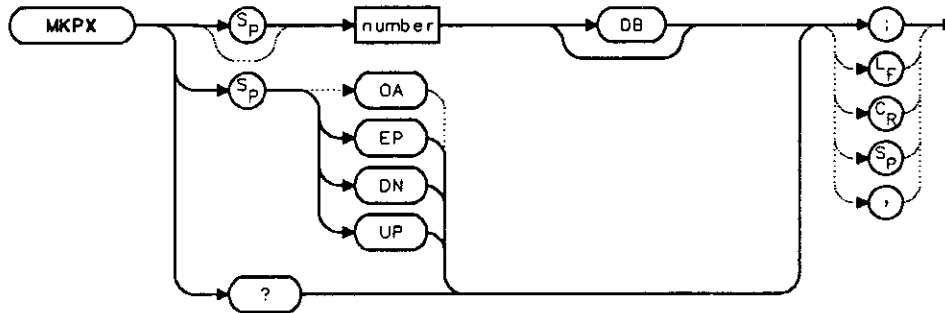 MKPX SP number DB ;
LF
SP OA
CR
EP
SP
DN
,
UP
?